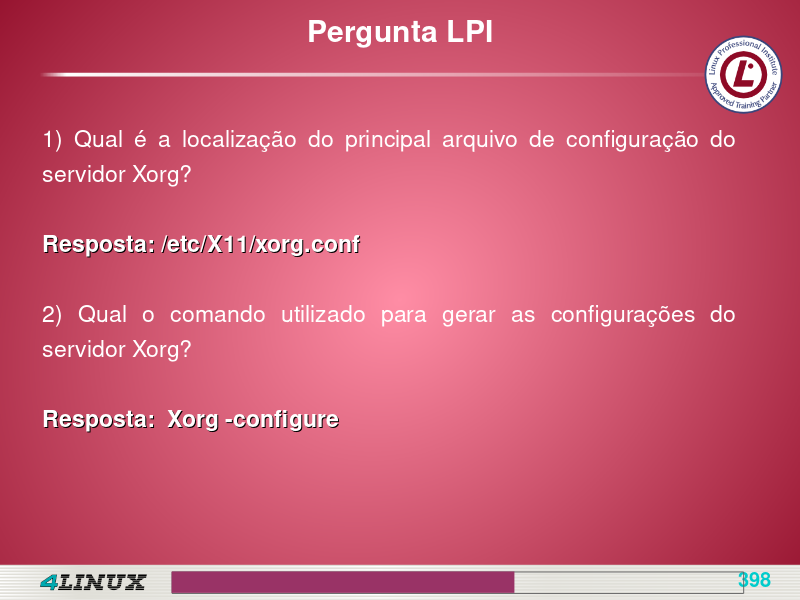 Pergunta LPI
Linux Professional Institute
Approved Training Partner
1) Qual é a localização do principal arquivo de configuração do
servidor Xorg?
Resposta: /etc/X11/xorg.conf
2) Qual o comando utilizado para gerar as configurações do
servidor Xorg?
Resposta: Xorg -configure
4LINUX
398